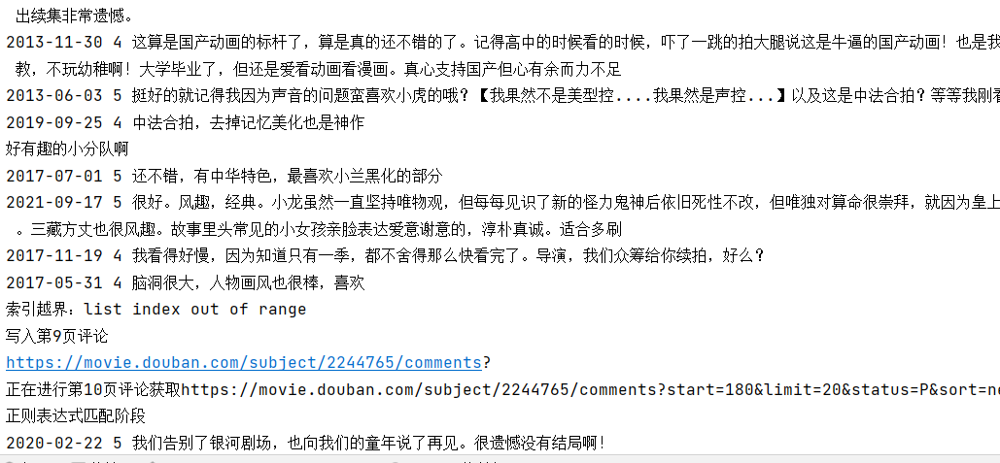 出续集非常遗憾。
2013-11-30 4 这算是国产动画的标杆了，算是真的还不错的了。记得高中的时候看的时候，吓了一跳的拍大腿说这是牛逼的国产动画！也是我
教，不玩幼稚啊！大学毕业了，但还是爱看动画看漫画。真心支持国产但心有余而力不足
2013-06-03 5 挺好的就记得我因为声音的问题蛮喜欢小虎的哦？【我果然不是美型控....我果然是声控...】以及这是中法合拍？等等我刚看
2019-09-25 4 中法合拍，去掉记忆美化也是神作
好有趣的小分队啊
2017-07-01 5 还不错，有中华特色，最喜欢小兰黑化的部分
2021-09-17 5 很好。风趣，经典。小龙虽然一直坚持唯物观，但每每见识了新的怪力鬼神后依旧死性不改，但唯独对算命很崇拜，就因为皇上
。三藏方丈也很风趣。故事里头常见的小女孩亲脸表达爱意谢意的，淳朴真诚。适合多刷
2017-11-19 4 我看得好慢，因为知道只有一季，都不舍得那么快看完了。导演，我们众筹给你续拍，好么？
2017-05-31 4 脑洞很大，人物画风也很棒，喜欢
索引越界：list index out of range
写入第9页评论
https://movie.douban.com/subject/2244765/comments?
正在进行第10页评论获取https://movie.douban.com/subject/2244765/comments?start=180&limit=20&status=P&sort=ne
正则表达式匹配阶段
2020-02-22 5 我们告别了银河剧场，也向我们的童年说了再见。很遗憾没有结局啊！